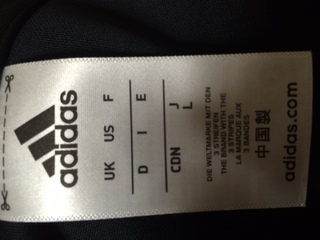 adidas
F E J L
US I
UK D CDN
DIE WELTMARKE MIT DEN
3 STREIFEN
THE BRAND WITH THE
3 STRIPES
LA MARQUE AUX
3 BANDES
中国製
adidas.com